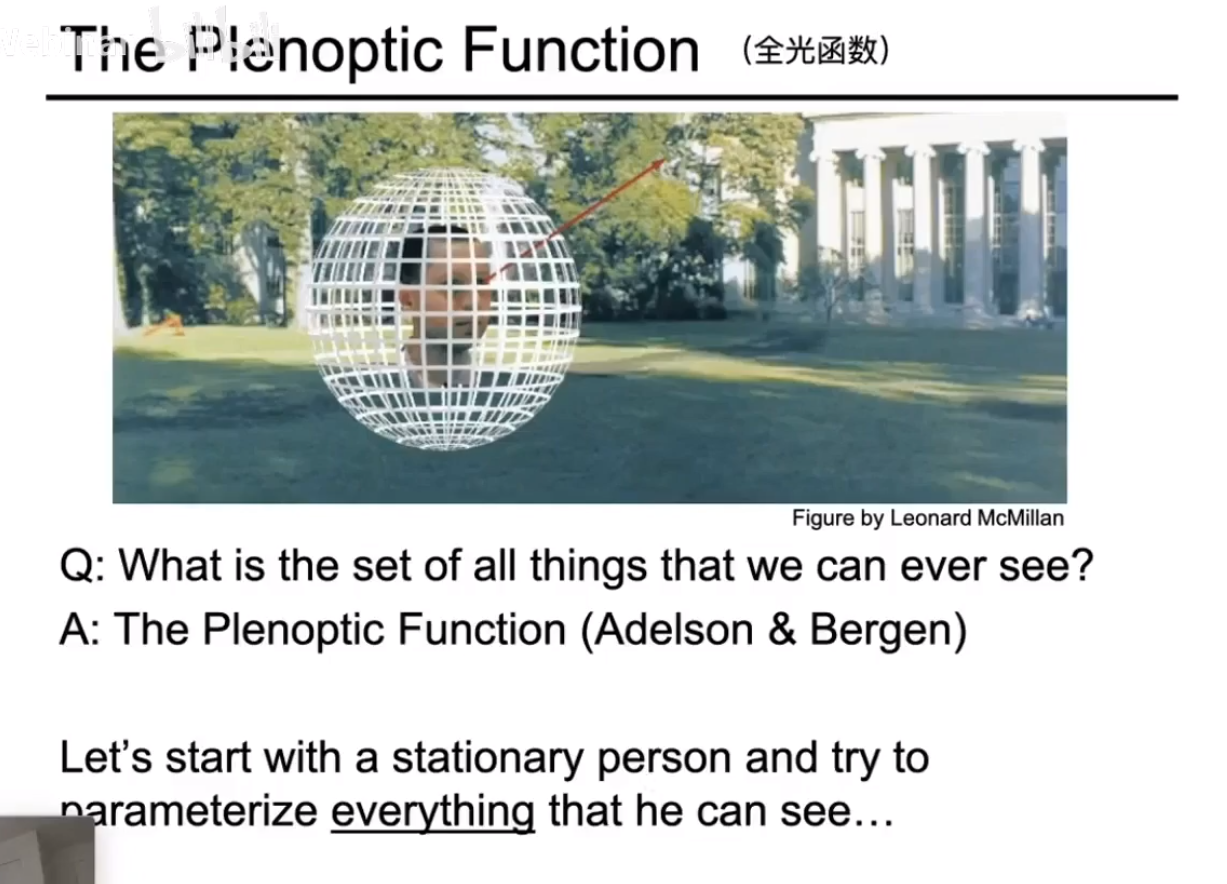 The Plenoptic Function (全光函数)
Figure by Leonard McMillan
Q: What is the set of all things that we can ever see?
A: The Plenoptic Function (Adelson & Bergen)
Let's start with a stationary person and try to
parameterize everything that he can see…